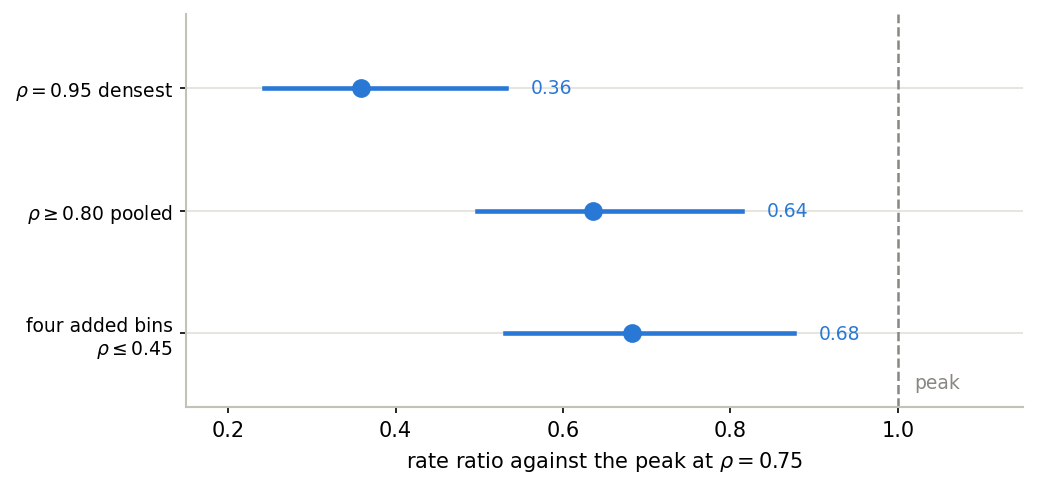 ρ = 0.95 densest
0.36
ρ ≥ 0.80 pooled
0.64
four added bins
ρ ≤ 0.45
0.68
peak
0.2 0.4 0.6 0.8 1.0
rate ratio against the peak at ρ = 0.75